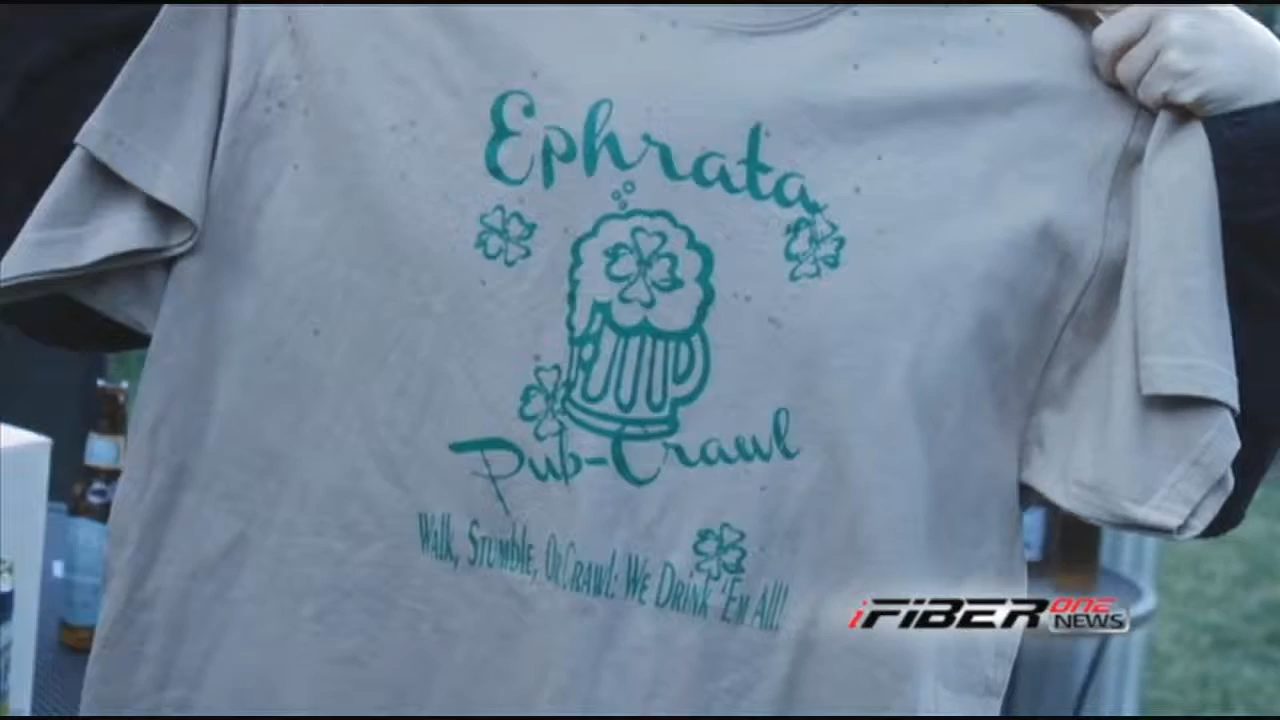 Ephrata
Pub-Crawl
Walk, Stumble, Or Crawl: We Drink 'Em All!
iFIBER ONE NEWS